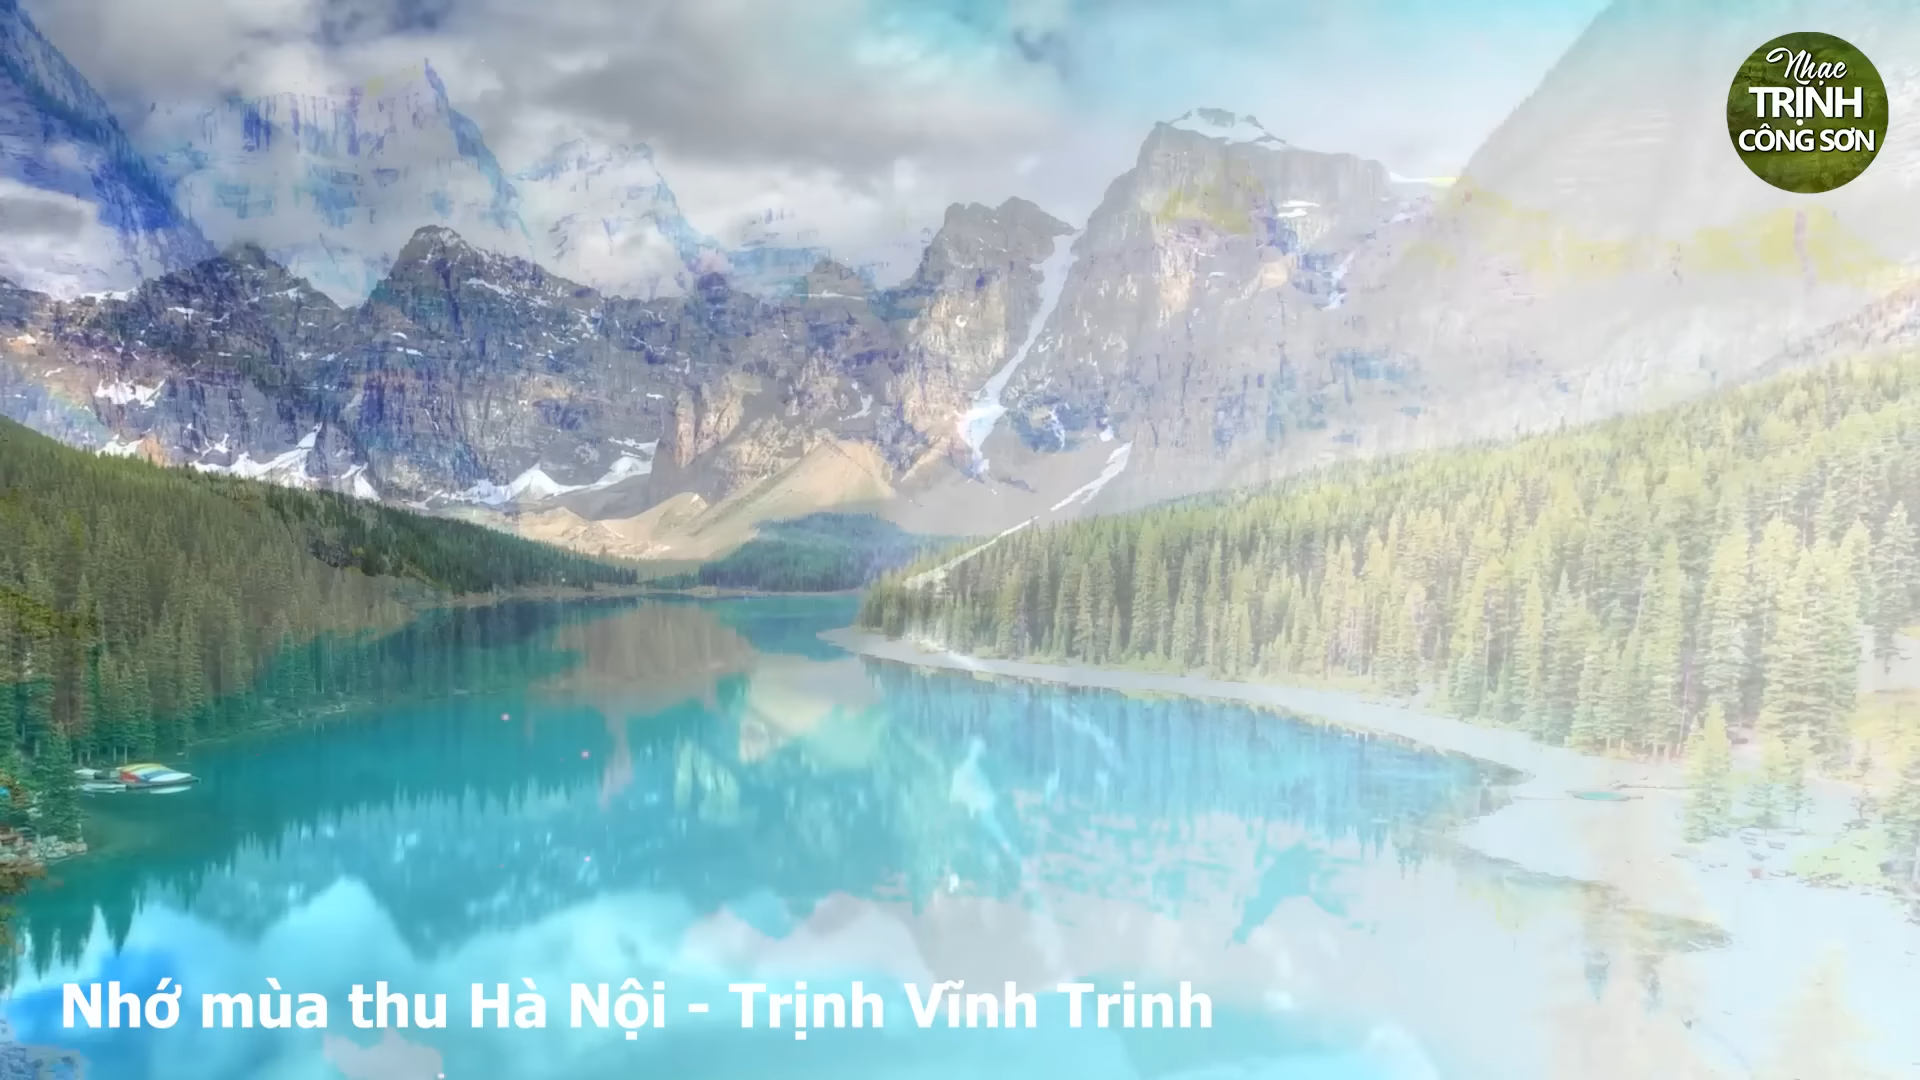 Nhạc
TRỊNH
CÔNG SƠN
Nhớ mùa thu Hà Nội - Trịnh Vĩnh Trinh